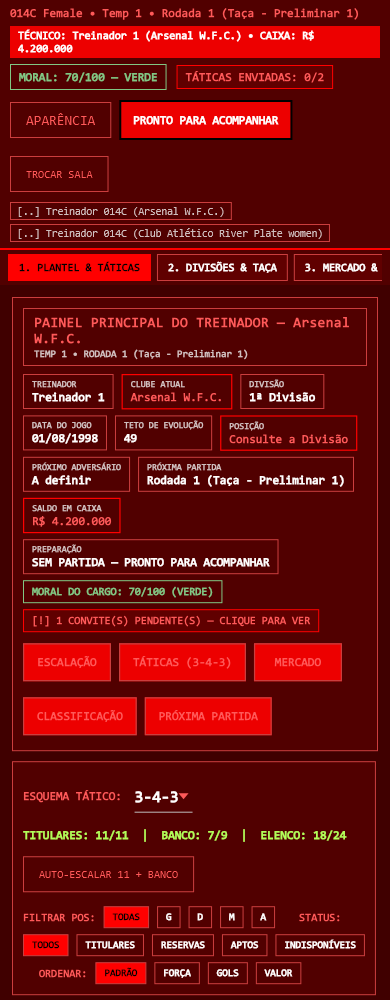 014C Female • Temp 1 • Rodada 1 (Taça - Preliminar 1)
TÉCNICO: Treinador 1 (Arsenal W.F.C.) • CAIXA: R$
4.200.000
MORAL: 70/100 — VERDE
TÁTICAS ENVIADAS: 0/2
APARÊNCIA
PRONTO PARA ACOMPANHAR
TROCAR SALA
[..] Treinador 014C (Arsenal W.F.C.)
[..] Treinador 014C (Club Atlético River Plate women)
1. PLANTEL & TÁTICAS
2. DIVISÕES & TAÇA
3. MERCADO &
PAINEL PRINCIPAL DO TREINADOR — Arsenal
W.F.C.
TEMP 1 • RODADA 1 (Taça - Preliminar 1)
TREINADOR
Treinador 1
CLUBE ATUAL
Arsenal W.F.C.
DIVISÃO
1ª Divisão
DATA DO JOGO
01/08/1998
TETO DE EVOLUÇÃO
49
POSIÇÃO
Consulte a Divisão
PRÓXIMO ADVERSÁRIO
A definir
PRÓXIMA PARTIDA
Rodada 1 (Taça - Preliminar 1)
SALDO EM CAIXA
R$ 4.200.000
PREPARAÇÃO
SEM PARTIDA — PRONTO PARA ACOMPANHAR
MORAL DO CARGO: 70/100 (VERDE)
[!] 1 CONVITE(S) PENDENTE(S) — CLIQUE PARA VER
ESCALAÇÃO
TÁTICAS (3-4-3)
MERCADO
CLASSIFICAÇÃO
PRÓXIMA PARTIDA
ESQUEMA TÁTICO: 3-4-3
TITULARES: 11/11 | BANCO: 7/9 | ELENCO: 18/24
AUTO-ESCALAR 11 + BANCO
FILTRAR POS: TODAS G D M A STATUS:
TODOS TITULARES RESERVAS APTOS INDISPONÍVEIS
ORDENAR: PADRÃO FORÇA GOLS VALOR